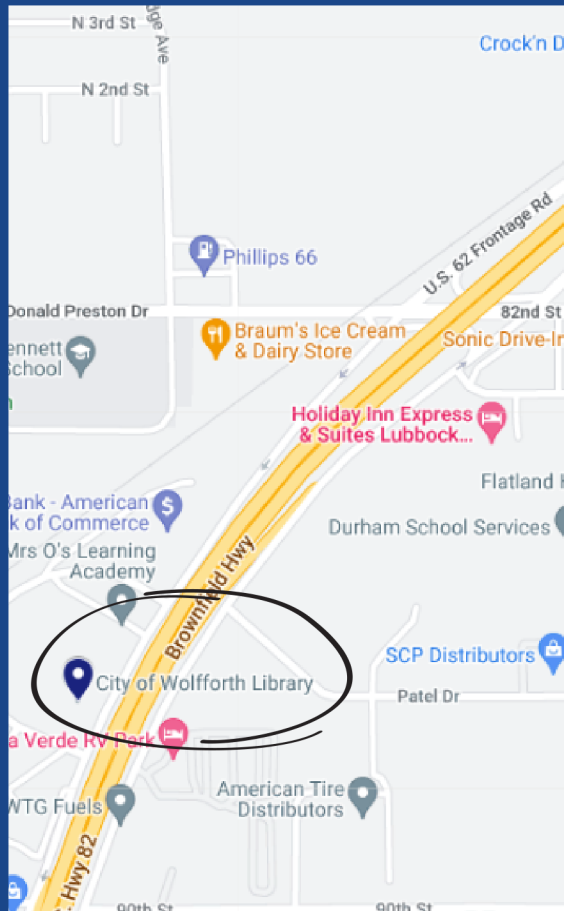 N 3rd St
dge Ave
Crock'n D
N 2nd St
U.S. 62 Frontage Rd
Phillips 66
Donald Preston Dr
82nd St
Braum's Ice Cream
& Dairy Store
Sonic Drive-In
ennett
School
Holiday Inn Express
& Suites Lubbock...
Flatland H
Bank - American
k of Commerce
Durham School Services
Mrs O's Learning
Academy
Brownfield Hwy
SCP Distributors
City of Wolfforth Library
Patel Dr
a Verde RV Park
American Tire
Distributors
WTG Fuels
Hwy 82
90th St
90th St